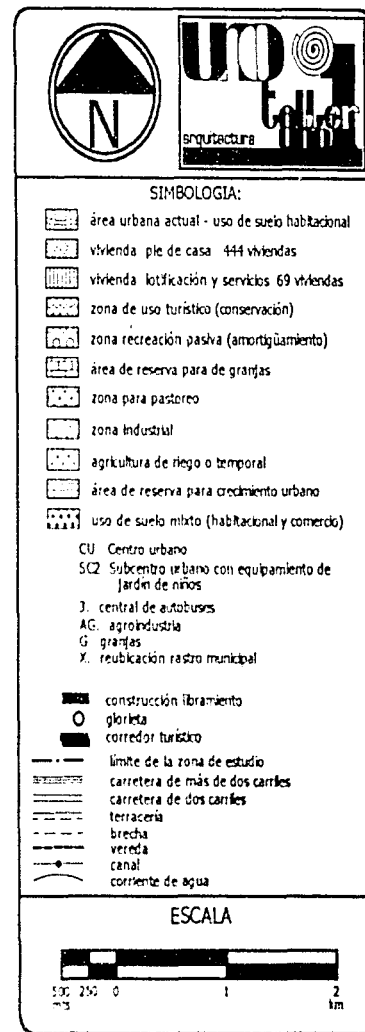 N
uno
taller
arquitectura
SIMBOLOGIA:
área urbana actual - uso de suelo habitacional
vivienda pie de casa 444 viviendas
vivienda lotificación y servicios 69 viviendas
zona de uso turístico (conservación)
zona recreación pasiva (amortigüamiento)
área de reserva para de granjas
zona para pastoreo
zona industrial
agricultura de riego o temporal
área de reserva para crecimiento urbano
uso de suelo mixto (habitacional y comercio)
CU Centro urbano
SC2 Subcentro urbano con equipamiento de
jardín de niños
3. central de autobuses
AG. agroindustria
G granjas
X. reubicación rastro municipal
construcción libramiento
glorieta
corredor turístico
límite de la zona de estudio
carretera de más de dos carriles
carretera de dos carriles
terracería
brecha
vereda
canal
corriente de agua
ESCALA
500 250 0 1 2
mts km